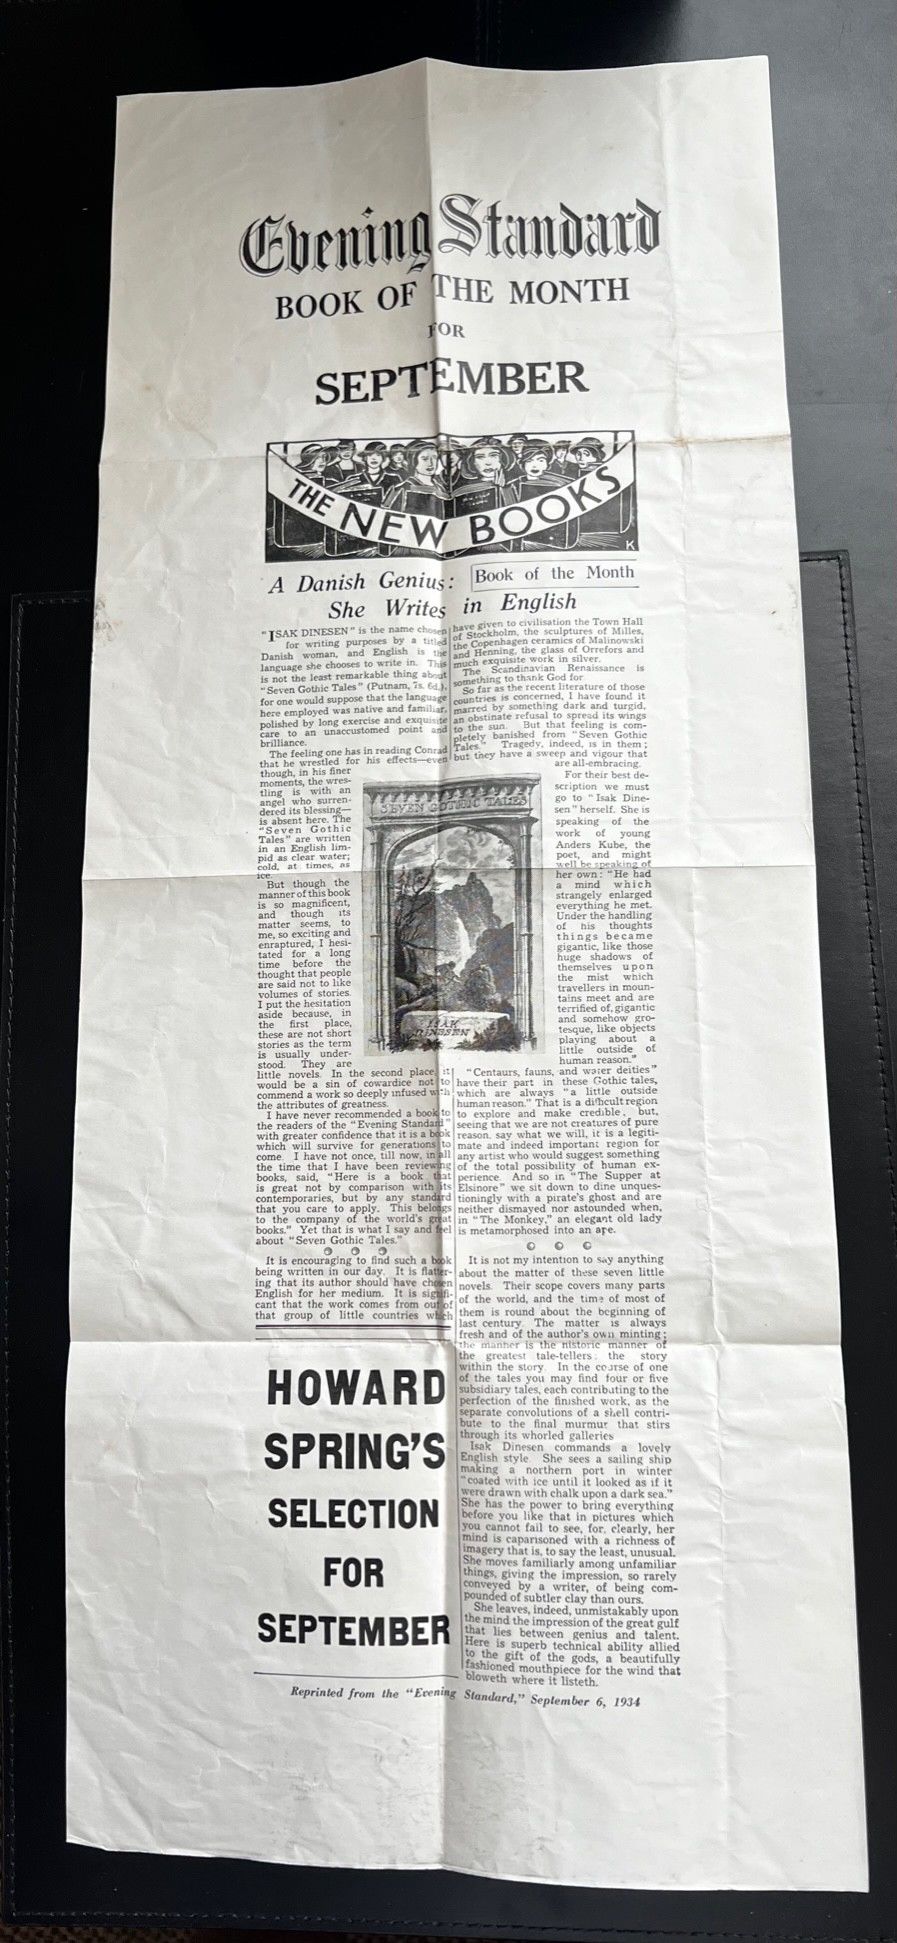 Evening Standard
BOOK OF THE MONTH
FOR
SEPTEMBER
THE NEW BOOKS
K
A Danish Genius:
Book of the Month
She Writes in English
"ISAK DINESEN" is the name chosen
for writing purposes by a titled
Danish woman, and English is the
language she chooses to write in. This
is not the least remarkable thing about
"Seven Gothic Tales" (Putnam, 7s. 6d.),
for one would suppose that the language
here employed was native and familiar,
polished by long exercise and exquisite
care to an unaccustomed point and
brilliance.
The feeling one has in reading Conrad
that he wrestled for his effects—even
though, in his finer
moments, the wres-
tling is with an
angel who surren-
dered its blessing—
is absent here. The
"Seven Gothic
Tales" are written
in an English lim-
pid as clear water;
cold, at times, as
ice.
But though the
manner of this book
is so magnificent,
and though its
matter seems, to
me, so exciting and
enraptured, I hesi-
tated for a long
time before the
thought that people
are said not to like
volumes of stories.
I put the hesitation
aside because, in
the first place,
these are not short
stories as the term
is usually under-
stood. They are
little novels. In the second place, it
would be a sin of cowardice not to
commend a work so deeply infused with
the attributes of greatness.
I have never recommended a book to
the readers of the "Evening Standard"
with greater confidence that it is a book
which will survive for generations to
come. I have not once, till now, in all
the time that I have been reviewing
books, said, "Here is a book that
is great not by comparison with its
contemporaries, but by any standard
that you care to apply. This belongs
to the company of the world's great
books." Yet that is what I say and feel
about "Seven Gothic Tales."
It is encouraging to find such a book
being written in our day. It is flatter-
ing that its author should have chosen
English for her medium. It is signifi-
cant that the work comes from out of
that group of little countries which
HOWARD
SPRING'S
SELECTION
FOR
SEPTEMBER
have given to civilisation the Town Hall
of Stockholm, the sculptures of Milles,
the Copenhagen ceramics of Malinowski
and Henning, the glass of Orrefors and
much exquisite work in silver.
The Scandinavian Renaissance is
something to thank God for
So far as the recent literature of those
countries is concerned, I have found it
marred by something dark and turgid,
an obstinate refusal to spread its wings
to the sun. But that feeling is com-
pletely banished from "Seven Gothic
Tales." Tragedy, indeed, is in them;
but they have a sweep and vigour that
are all-embracing.
SEVEN GOTHIC TALES
ISAK
DINESEN
For their best de-
scription we must
go to "Isak Dine-
sen" herself. She is
speaking of the
work of young
Anders Kube, the
poet, and might
well be speaking of
her own: "He had
a mind which
strangely enlarged
everything he met.
Under the handling
of his thoughts
things became
gigantic, like those
huge shadows of
themselves upon
the mist which
travellers in moun-
tains meet and are
terrified of, gigantic
and somehow gro-
tesque, like objects
playing about a
little outside of
human reason."
"Centaurs, fauns, and water deities"
have their part in these Gothic tales,
which are always "a little outside
human reason." That is a difficult region
to explore and make credible, but,
seeing that we are not creatures of pure
reason, say what we will, it is a legiti-
mate and indeed important region for
any artist who would suggest something
of the total possibility of human ex-
perience. And so in "The Supper at
Elsinore" we sit down to dine unques-
tioningly with a pirate's ghost and are
neither dismayed nor astounded when,
in "The Monkey," an elegant old lady
is metamorphosed into an ape.
It is not my intention to say anything
about the matter of these seven little
novels. Their scope covers many parts
of the world, and the time of most of
them is round about the beginning of
last century. The matter is always
fresh and of the author's own minting;
the manner is the historic manner of
the greatest tale-tellers: the story
within the story. In the course of one
of the tales you may find four or five
subsidiary tales, each contributing to the
perfection of the finished work, as the
separate convolutions of a shell contri-
bute to the final murmur that stirs
through its whorled galleries
Isak Dinesen commands a lovely
English style. She sees a sailing ship
making a northern port in winter
"coated with ice until it looked as if it
were drawn with chalk upon a dark sea."
She has the power to bring everything
before you like that in pictures which
you cannot fail to see, for, clearly, her
mind is caparisoned with a richness of
imagery that is, to say the least, unusual.
She moves familiarly among unfamiliar
things, giving the impression, so rarely
conveyed by a writer, of being com-
pounded of subtler clay than ours.
She leaves, indeed, unmistakably upon
the mind the impression of the great gulf
that lies between genius and talent.
Here is superb technical ability allied
to the gift of the gods, a beautifully
fashioned mouthpiece for the wind that
bloweth where it listeth.
Reprinted from the "Evening Standard," September 6, 1934